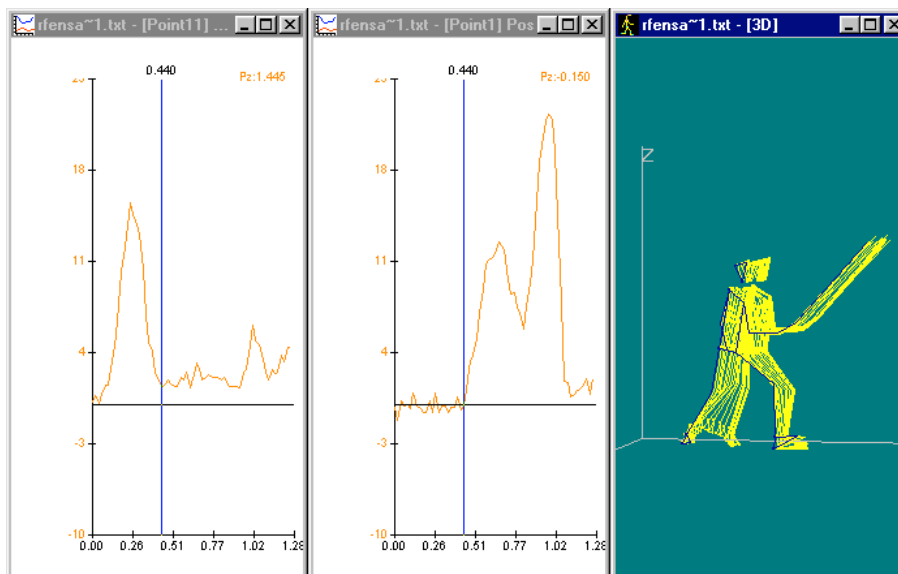 rfensa~1.txt - [Point11] ...
0.440
Pz:1.445
18
11
4
-3
-10
0.00 0.26 0.51 0.77 1.02 1.28
rfensa~1.txt - [Point1] Pos
0.440
Pz:-0.150
18
11
4
-3
-10
0.00 0.26 0.51 0.77 1.02 1.28
rfensa~1.txt - [3D]
Z